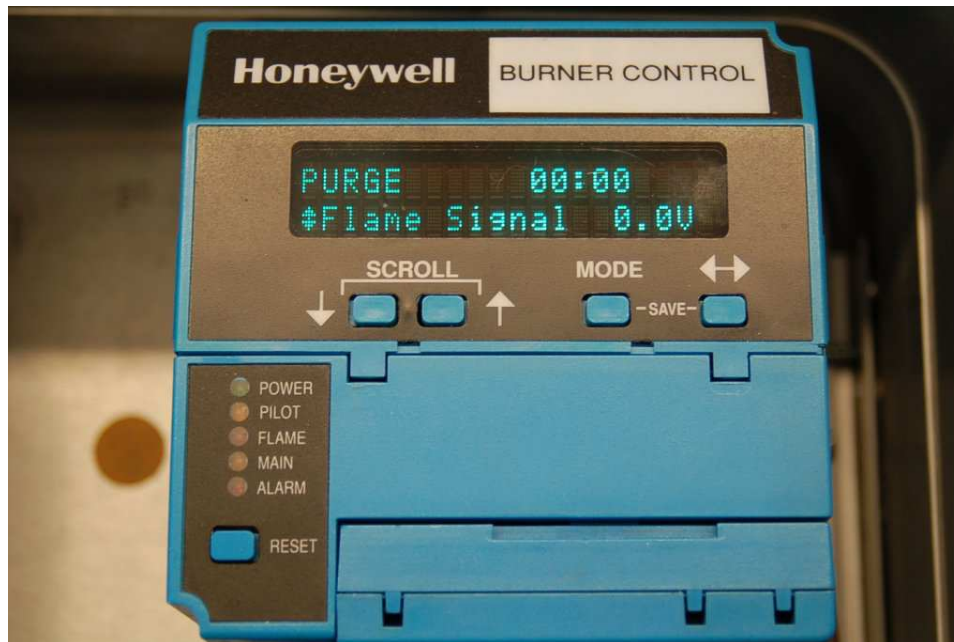 Honeywell
BURNER CONTROL
PURGE 00:00
Flame Signal 0.0V
SCROLL MODE
-SAVE-
POWER
PILOT
FLAME
MAIN
ALARM
RESET